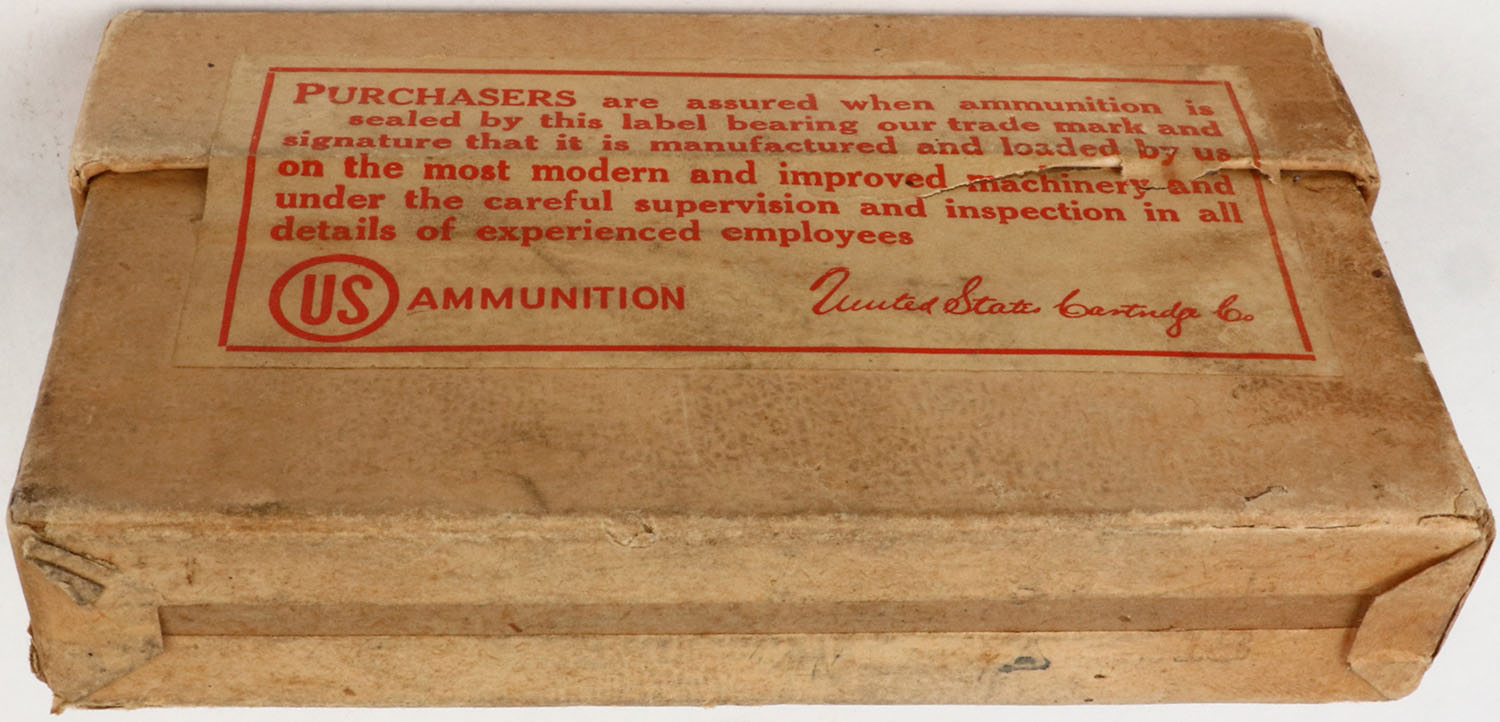 PURCHASERS are assured when ammunition is
sealed by this label bearing our trade mark and
signature that it is manufactured and loaded by us
on the most modern and improved machinery and
under the careful supervision and inspection in all
details of experienced employees
US AMMUNITION
United States Cartridge Co